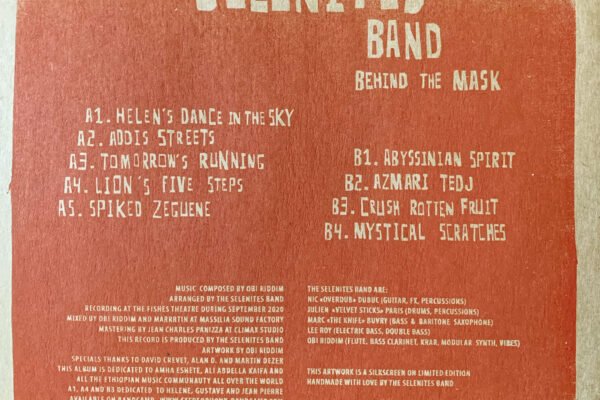 SELENITES
BAND
BEHIND THE MASK
A1. HELEN'S DANCE IN THE SKY
A2. ADDIS STREETS
A3. TOMORROW'S RUNNING
A4. LION'S FIVE STEPS
A5. SPIKED ZEGUENE
B1. ABYSSINIAN SPIRIT
B2. AZMARI TEDJ
B3. CRUSH ROTTEN FRUIT
B4. MYSTICAL SCRATCHES
MUSIC COMPOSED BY OBI RIDDIM
ARRANGED BY THE SELENITES BAND
RECORDING AT THE FISHES THEATRE DURING SEPTEMBER 2020
MIXED BY OBI RIDDIM AND MARRTIN AT MASSILIA SOUND FACTORY
MASTERING BY JEAN CHARLES PANIZZA AT CLIMAX STUDIO
THIS RECORD IS PRODUCED BY THE SELENITES BAND
ARTWORK BY OBI RIDDIM
SPECIALS THANKS TO DAVID CREVET, ALAN D. AND MARTIN DEZER
THIS ALBUM IS DEDICATED TO AMHA ESHETE, ALI ABDELLA KAIFA AND
ALL THE ETHIOPIAN MUSIC COMMUNAUTY ALL OVER THE WORLD
A1, A4 AND B3 DEDICATED TO HELENE, GUSTAVE AND JEAN PIERRE
AVAILABLE ON BANDCAMP
THE SELENITES BAND ARE:
NIC «OVERDUB» DUBUC (GUITAR, FX, PERCUSSIONS)
JULIEN «VELVET STICKS» PARIS (DRUMS, PERCUSSIONS)
MARC «THE KNIFE» BUVRY (BASS & BARITONE SAXOPHONE)
LEE ROY (ELECTRIC BASS, DOUBLE BASS)
OBI RIDDIM (FLUTE, BASS CLARINET, KRAR, MODULAR SYNTH, VIBES)
THIS ARTWORK IS A SILKSCREEN ON LIMITED EDITION
HANDMADE WITH LOVE BY THE SELENITES BAND